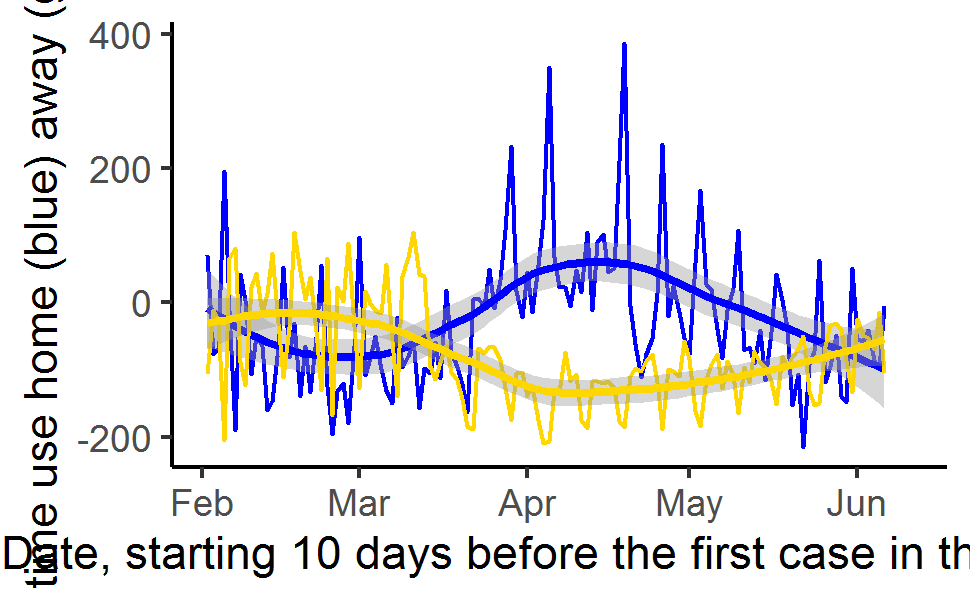 time use home (blue) away (
400
200
0
-200
Feb Mar Apr May Jun
Date, starting 10 days before the first case in th